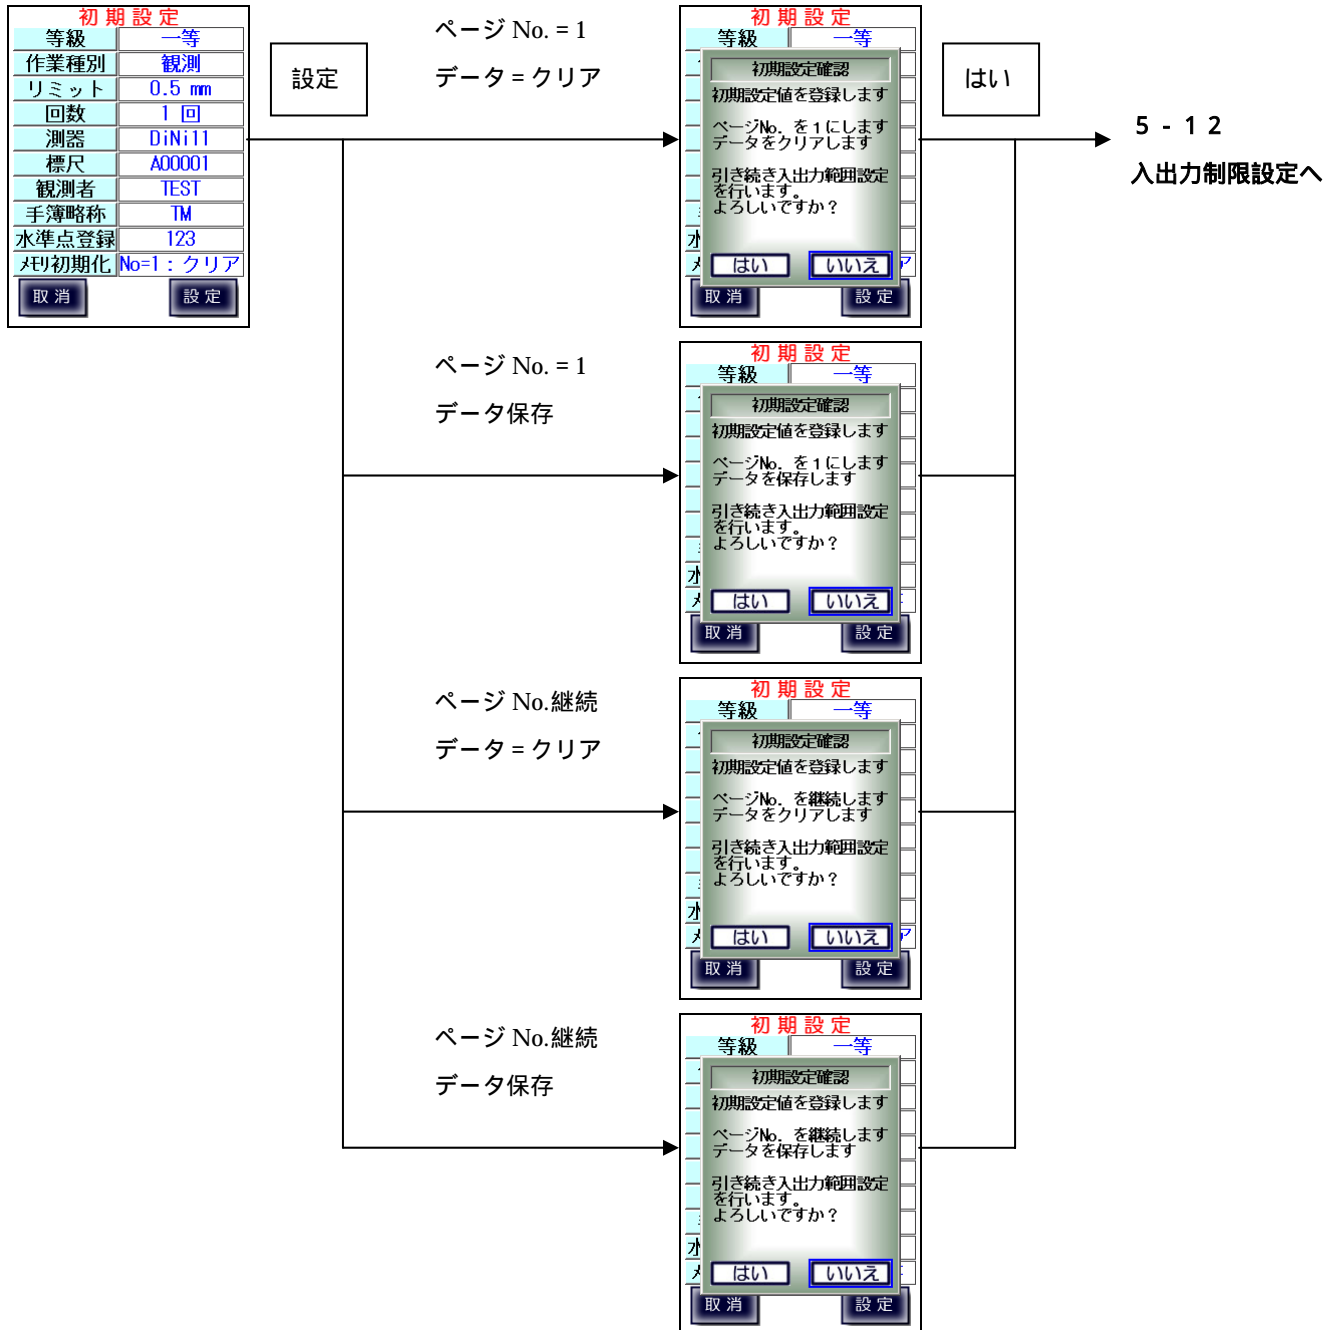 初期設定
等級 一等
作業種別 観測
リミット 0.5 mm
回数 1 回
測器 DiNi11
標尺 A00001
観測者 TEST
手簿略称 TM
水準点登録 123
ﾒﾓﾘ初期化 No=1：クリア
取消 設定
設定
ページ No. = 1
データ = クリア
初期設定
等級 一等
初期設定確認
初期設定値を登録します
ページNo. を1にします
データをクリアします
引き続き入出力範囲設定
を行います。
よろしいですか？
水
ﾒ ア
はい いいえ
取消 設定
はい
5-12
入出力制限設定へ
ページ No. = 1
データ保存
初期設定
等級 一等
初期設定確認
初期設定値を登録します
ページNo. を1にします
データを保存します
引き続き入出力範囲設定
を行います。
よろしいですか？
水
ﾒ
はい いいえ
取消 設定
ページ No.継続
データ = クリア
初期設定
等級 一等
初期設定確認
初期設定値を登録します
ページNo. を継続します
データをクリアします
引き続き入出力範囲設定
を行います。
よろしいですか？
水
ﾒ ア
はい いいえ
取消 設定
ページ No.継続
データ保存
初期設定
等級 一等
初期設定確認
初期設定値を登録します
ページNo. を継続します
データを保存します
引き続き入出力範囲設定
を行います。
よろしいですか？
水
ﾒ
はい いいえ
取消 設定